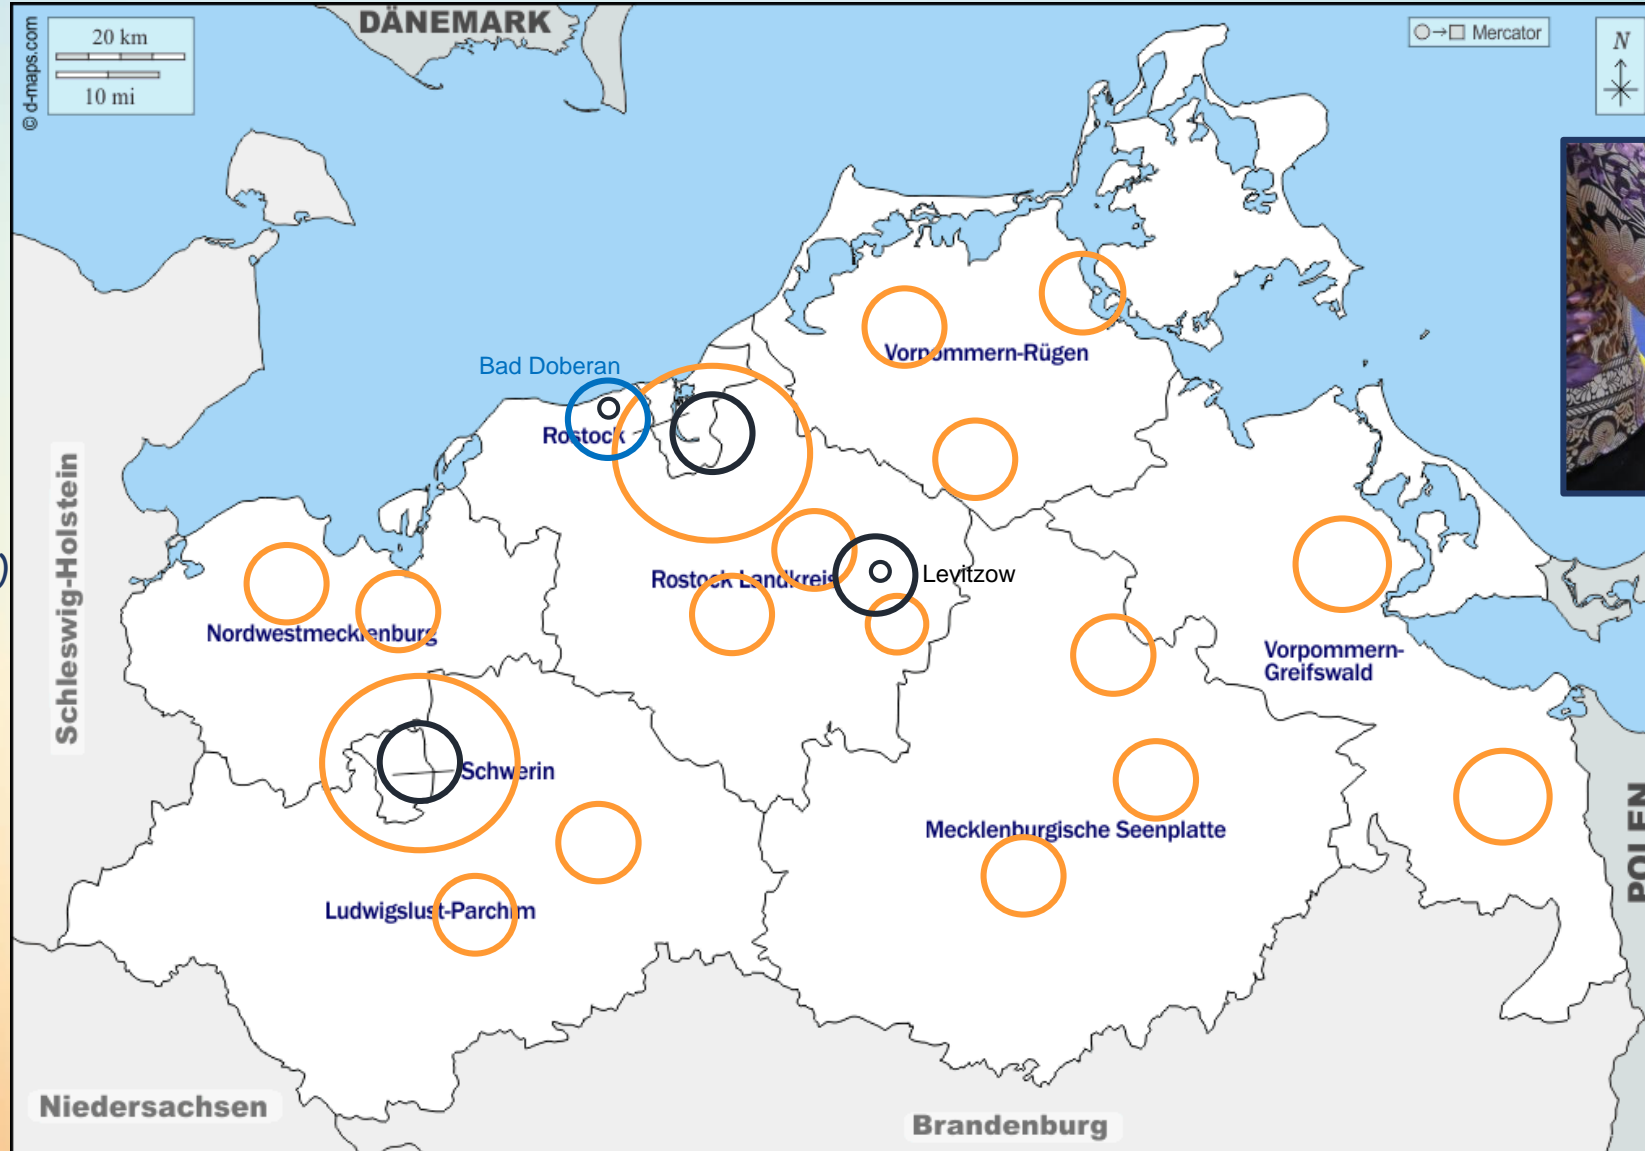 DÄNEMARK
20 km
10 mi
© d-maps.com
Mercator
N
Bad Doberan
Vorpommern-Rügen
Rostock
Schleswig-Holstein
Rostock Landkreis
Levitzow
Nordwestmecklenburg
Vorpommern-
Greifswald
Schwerin
Mecklenburgische Seenplatte
POLEN
Ludwigslust-Parchim
Niedersachsen
Brandenburg